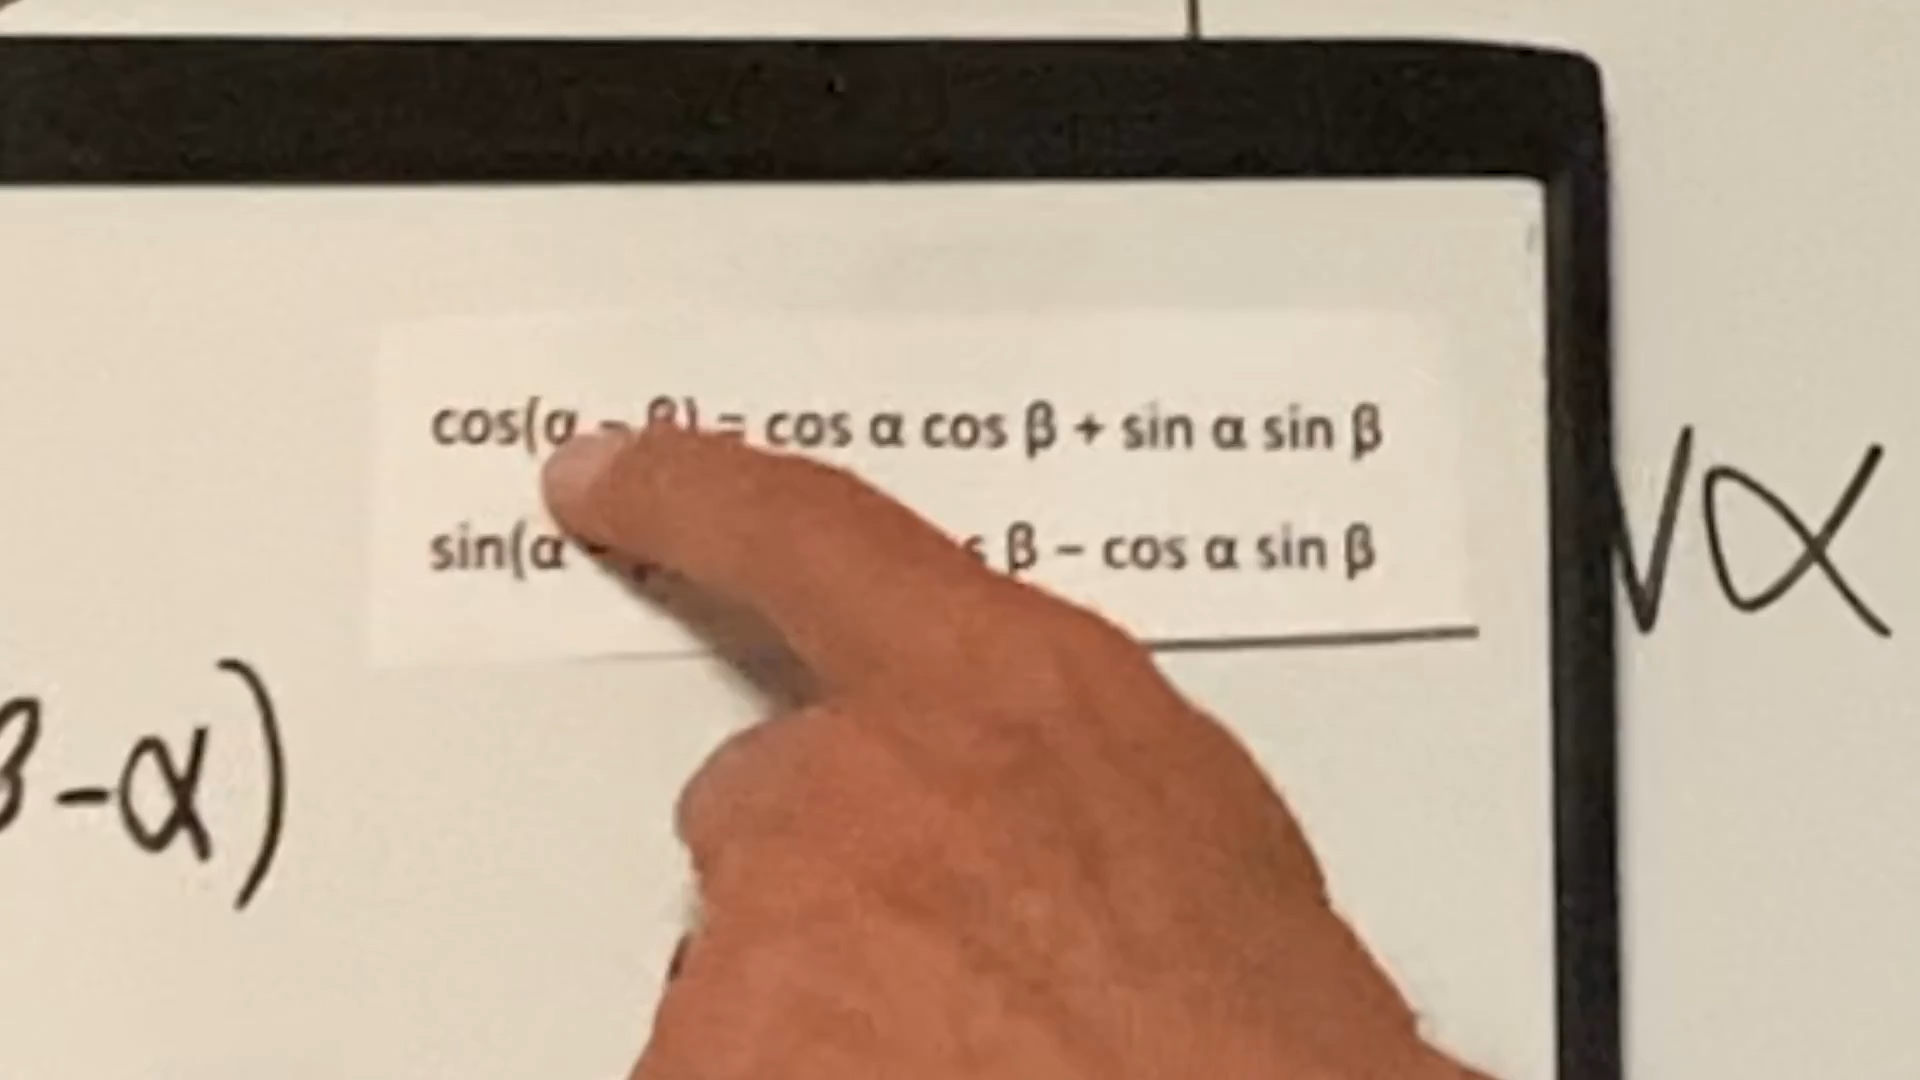 cos(α – β) = cos α cos β + sin α sin β
sin(α β – cos α sin β
α
-α)